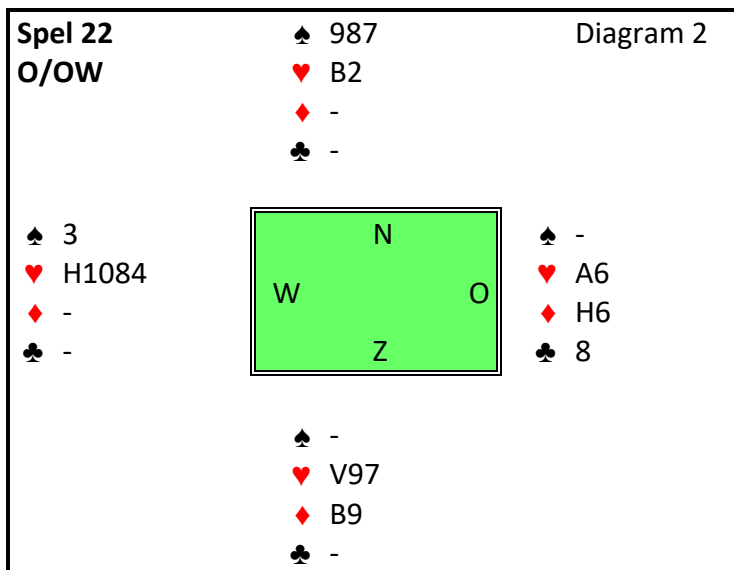 Spel 22 ♠ 987 Diagram 2
O/OW ♥ B2
♦ -
♣ -
♠ 3 N ♠ -
♥ H1084 ♥ A6
W O
♦ - ♦ H6
♣ - Z ♣ 8
♠ -
♥ V97
♦ B9
♣ -